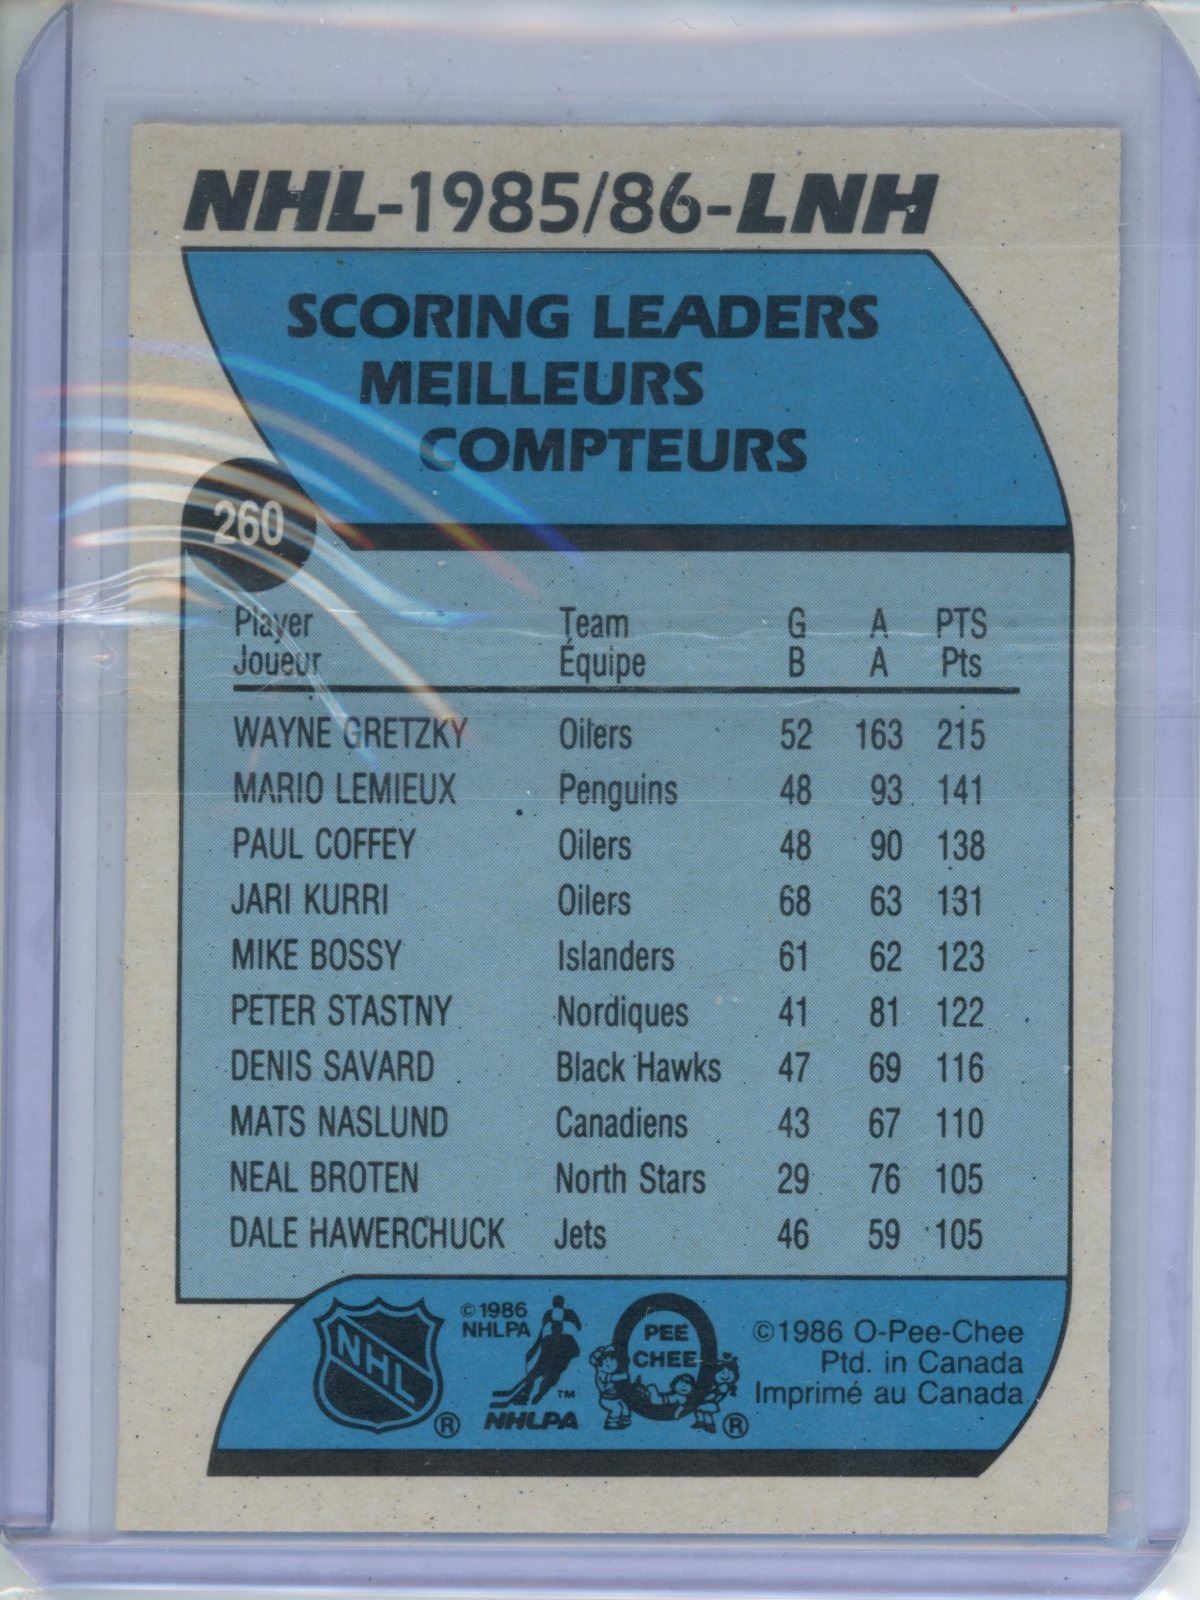 NHL-1985/86-LNH
SCORING LEADERS
MEILLEURS
COMPTEURS
260
Player Team G A PTS
Joueur Équipe B A Pts
WAYNE GRETZKY Oilers 52 163 215
MARIO LEMIEUX Penguins 48 93 141
PAUL COFFEY Oilers 48 90 138
JARI KURRI Oilers 68 63 131
MIKE BOSSY Islanders 61 62 123
PETER STASTNY Nordiques 41 81 122
DENIS SAVARD Black Hawks 47 69 116
MATS NASLUND Canadiens 43 67 110
NEAL BROTEN North Stars 29 76 105
DALE HAWERCHUCK Jets 46 59 105
NHL ®
© 1986
NHLPA
NHLPA ™
PEE
CHEE ®
© 1986 O-Pee-Chee
Ptd. in Canada
Imprimé au Canada